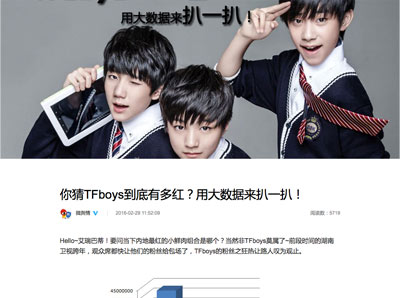 用大数据来扒一扒！
你猜TFboys到底有多红？用大数据来扒一扒！
微舆情
2016-02-28 11:52:08
阅读数：5718
Hello~艾瑞巴蒂！要问当下内地最红的小鲜肉组合是哪个？当然非TFboys莫属了~前段时间的湖南
卫视跨年，观众席都快让他们的粉丝给包场了，TFboys的粉丝之狂热让路人叹为观止。
45000000